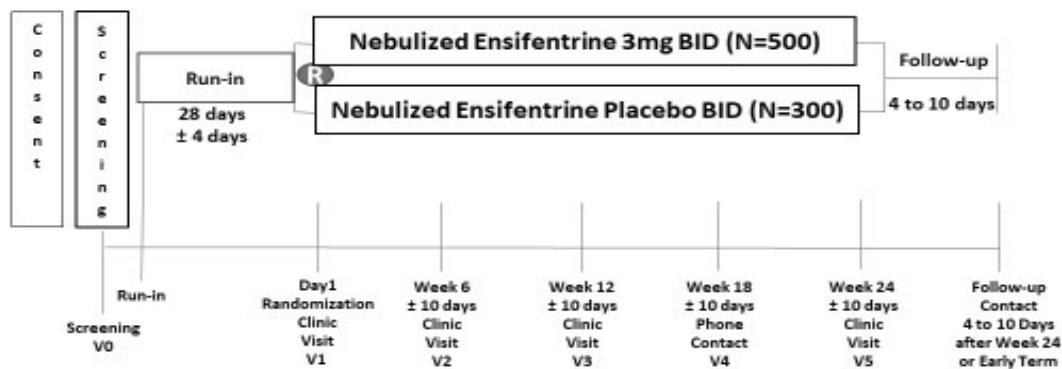 Consent
Screening
Nebulized Ensifentrine 3mg BID (N=500)
Run-in
R
Follow-up
Nebulized Ensifentrine Placebo BID (N=300)
28 days
± 4 days
4 to 10 days
Run-in
Screening
V0
Day1
Randomization
Clinic
Visit
V1
Week 6
± 10 days
Clinic
Visit
V2
Week 12
± 10 days
Clinic
Visit
V3
Week 18
± 10 days
Phone
Contact
V4
Week 24
± 10 days
Clinic
Visit
V5
Follow-up
Contact
4 to 10 Days
after Week 24
or Early Term